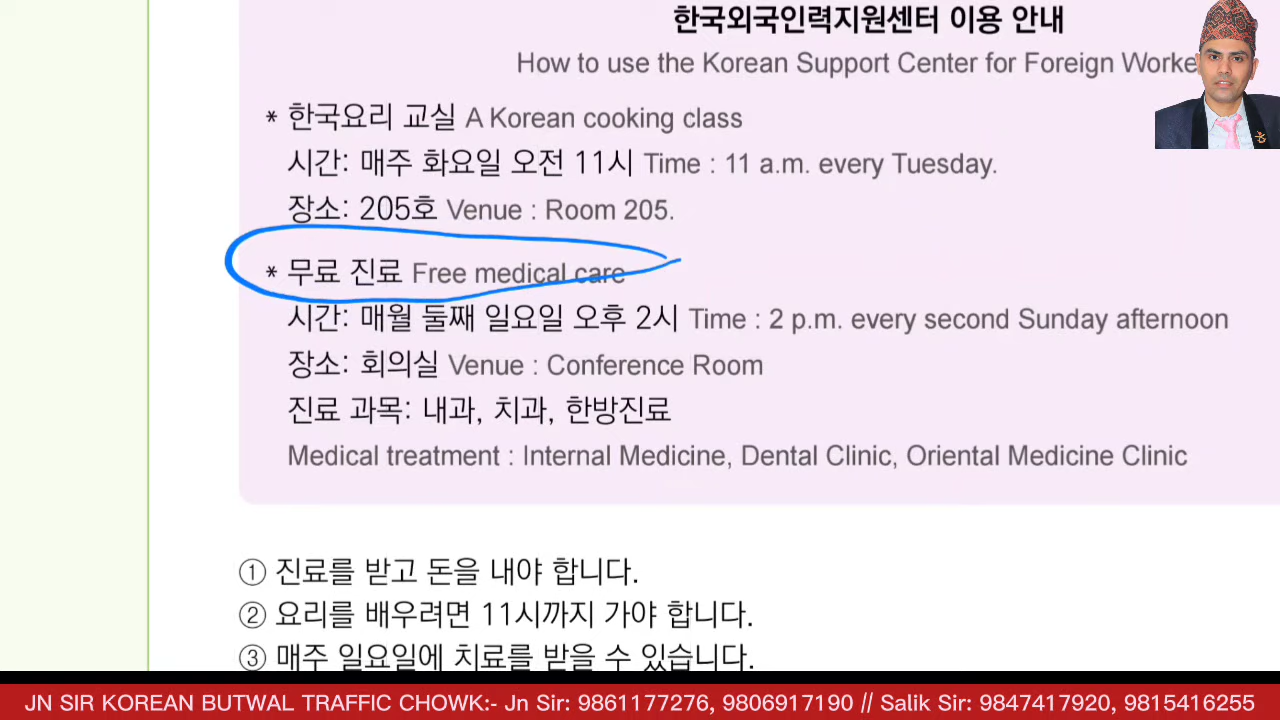 한국외국인력지원센터 이용 안내
How to use the Korean Support Center for Foreign Worke
* 한국요리 교실 A Korean cooking class
시간: 매주 화요일 오전 11시 Time : 11 a.m. every Tuesday.
장소: 205호 Venue : Room 205.
* 무료 진료 Free medical care
시간: 매월 둘째 일요일 오후 2시 Time : 2 p.m. every second Sunday afternoon
장소: 회의실 Venue : Conference Room
진료 과목: 내과, 치과, 한방진료
Medical treatment : Internal Medicine, Dental Clinic, Oriental Medicine Clinic
① 진료를 받고 돈을 내야 합니다.
② 요리를 배우려면 11시까지 가야 합니다.
③ 매주 일요일에 치료를 받을 수 있습니다.
JN SIR KOREAN BUTWAL TRAFFIC CHOWK:- Jn Sir: 9861177276, 9806917190 // Salik Sir: 9847417920, 9815416255